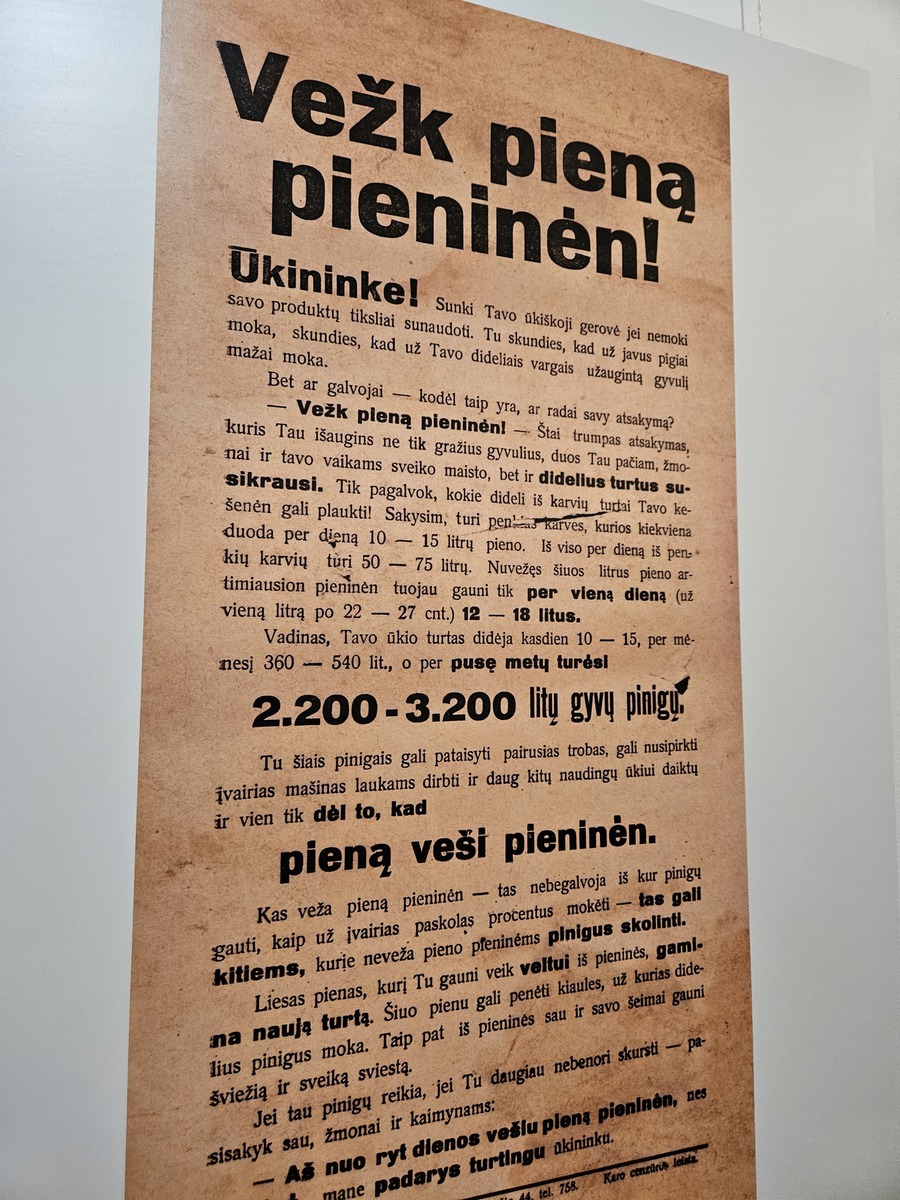 Vežk pieną
pieninėn!
Ūkininke! Sunki Tavo ūkiškoji gerovė jei nemoki
savo produktų tiksliai sunaudoti. Tu skundies, kad už javus pigiai
moka, skundies, kad už Tavo dideliais vargais užaugintą gyvulį
mažai moka.
Bet ar galvojai — kodėl taip yra, ar radai savy atsakymą?
— Vežk pieną pieninėn! — Štai trumpas atsakymas,
kuris Tau išaugins ne tik gražius gyvulius, duos Tau pačiam, žmo-
nai ir tavo vaikams sveiko maisto, bet ir didelius turtus su-
sikrausi. Tik pagalvok, kokie dideli iš karvių turtai Tavo ke-
šenėn gali plaukti! Sakysim, turi karves, kurios kiekviena
duoda per dieną 10 — 15 litrų pieno. Iš viso per dieną iš pen-
kių karvių turi 50 — 75 litrų. Nuvežęs šiuos litrus pieno ar-
timiausion pieninėn tuojau gauni tik per vieną dieną (už
vieną litrą po 22 — 27 cnt.) 12 — 18 litus.
Vadinas, Tavo ūkio turtas didėja kasdien 10 — 15, per mė-
nesį 360 — 540 lit., o per pusę metų turėsi
2.200 - 3.200 litų gyvų pinigų.
Tu šiais pinigais gali pataisyti pairusias trobas, gali nusipirkti
įvairias mašinas laukams dirbti ir daug kitų naudingų ūkiui daiktų
ir vien tik dėl to, kad
pieną veši pieninėn.
Kas veža pieną pieninėn — tas nebegalvoja iš kur pinigų
gauti, kaip už įvairias paskolas procentus mokėti — tas gali
kitiems, kurie neveža pieno pieninėms pinigus skolinti.
Liesas pienas, kurį Tu gauni veik veltui iš pieninės, gami-
na naują turtą. Šiuo pienu gali penėti kiaules, už kurias dide-
lius pinigus moka. Taip pat iš pieninės sau ir savo šeimai gauni
šviežią ir sveiką sviestą.
Jei tau pinigų reikia, jei Tu daugiau nebenori skursti — pa-
sisakyk sau, žmonai ir kaimynams:
— Aš nuo ryt dienos vešiu pieną pieninėn, nes
mane padarys turtingu ūkininku.
44, tel. 758. Karo cenzūros leista.